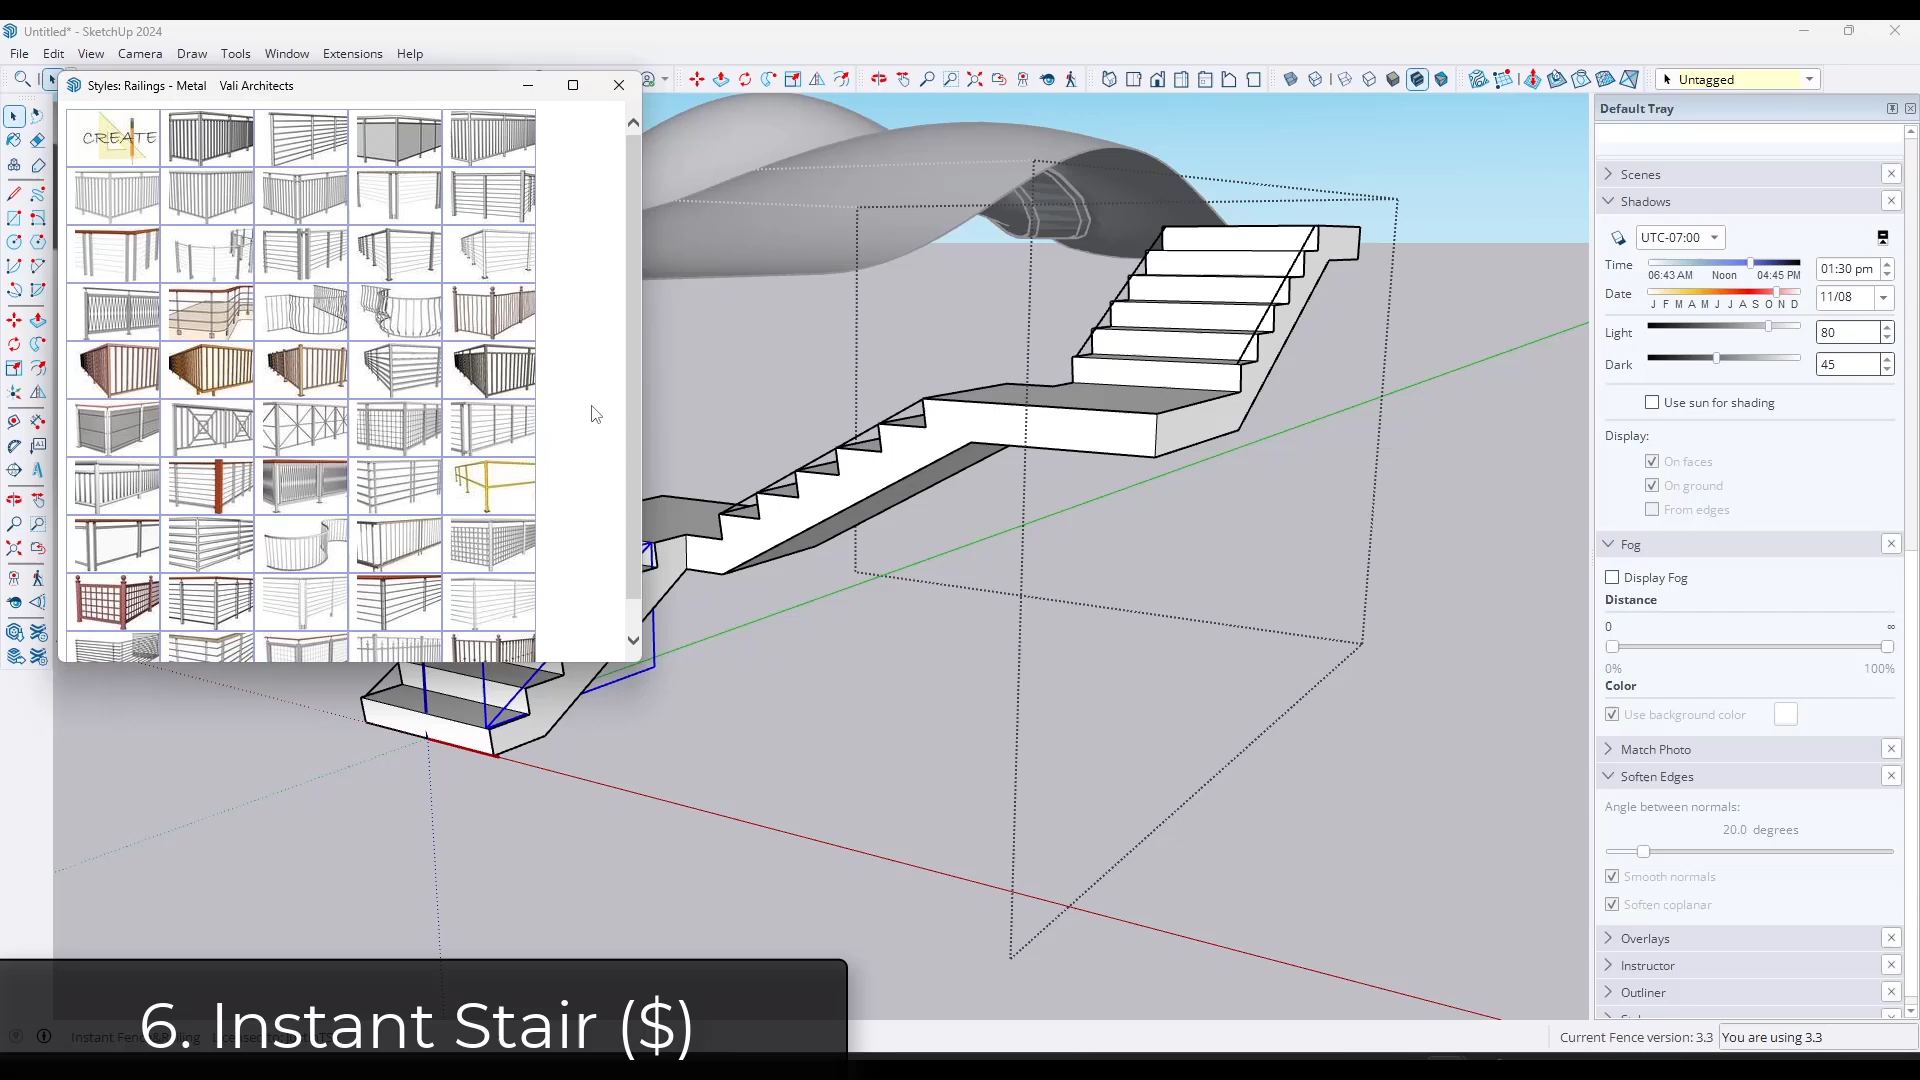 Untitled* - SketchUp 2024
File Edit View Camera Draw Tools Window Extensions Help
Styles: Railings - Metal Vali Architects
Untagged
CREATE
Default Tray
Scenes
Shadows
UTC-07:00
Time
06:43 AM Noon 04:45 PM
01:30 pm
Date
J F M A M J J A S O N D
11/08
Light
80
Dark
45
Use sun for shading
Display:
On faces
On ground
From edges
Fog
Display Fog
Distance
0 ∞
0% 100%
Color
Use background color
Match Photo
Soften Edges
Angle between normals:
20.0 degrees
Smooth normals
Soften coplanar
Overlays
Instructor
Outliner
6. Instant Stair ($)
Current Fence version: 3.3 You are using 3.3